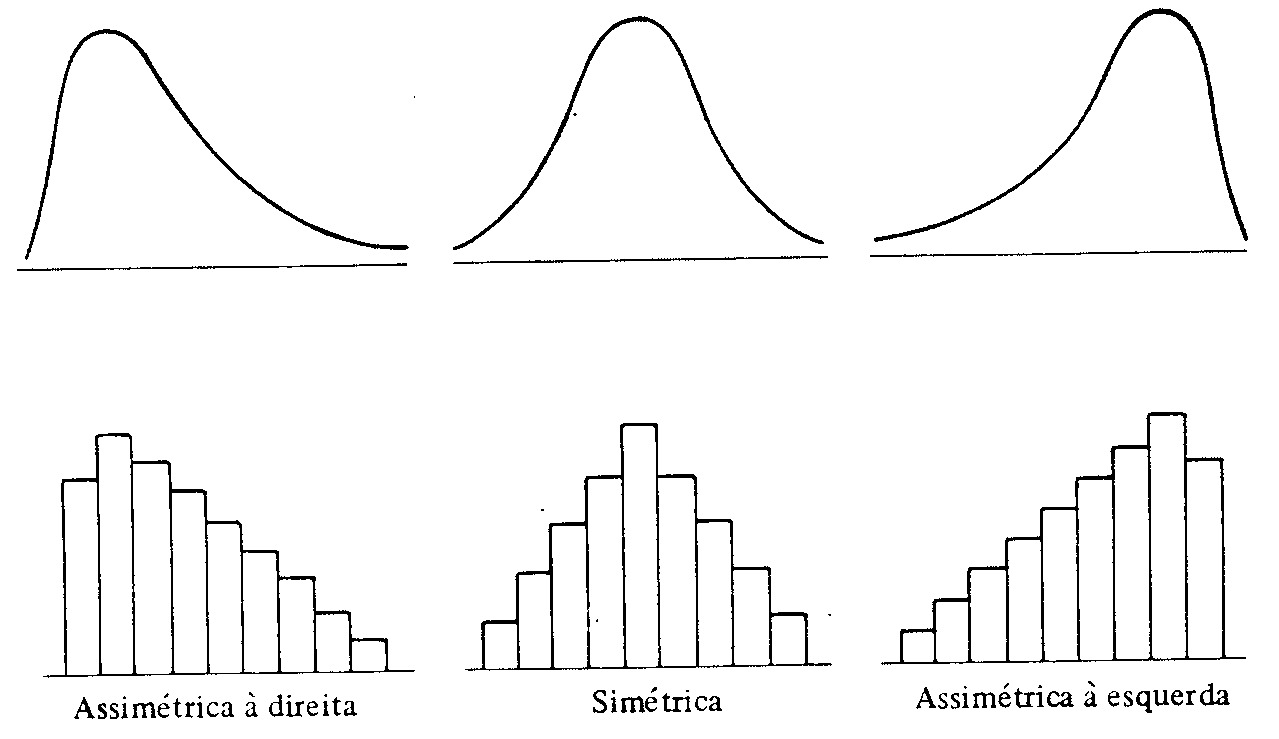 Assimétrica à direita
Simétrica
Assimétrica à esquerda